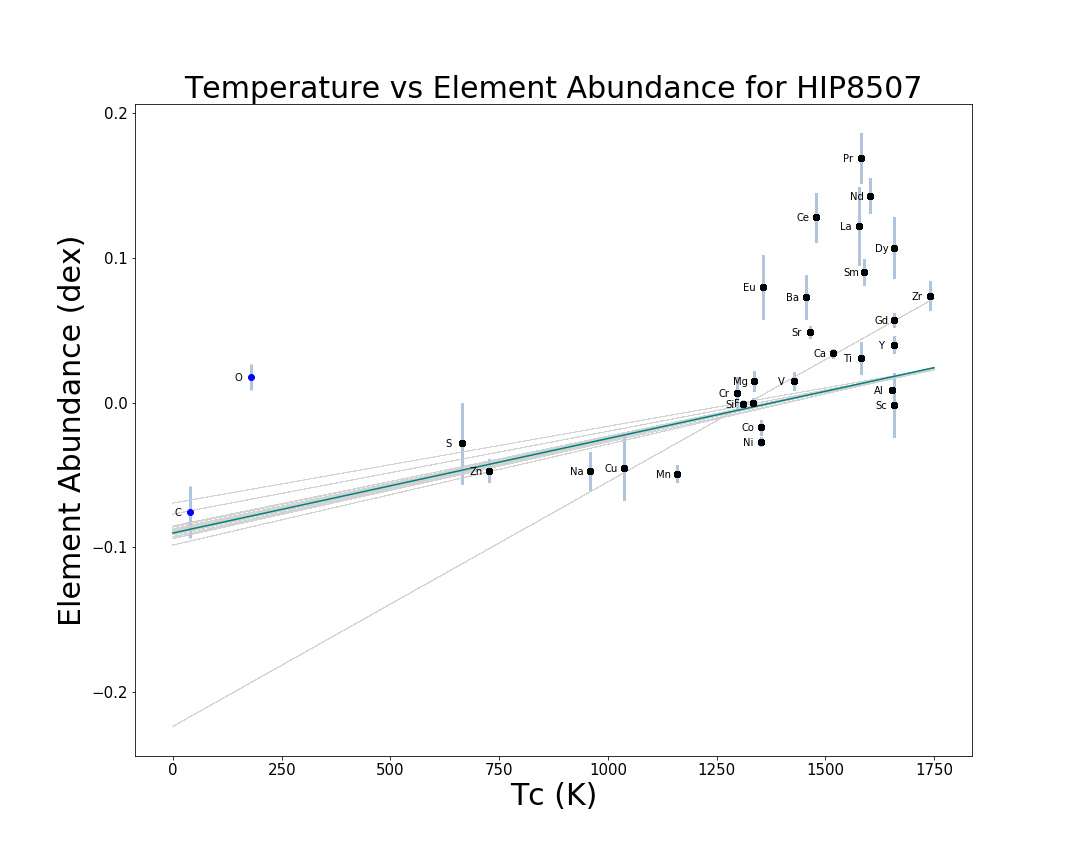 Temperature vs Element Abundance for HIP8507
Element Abundance (dex)
0.2
0.1
0.0
−0.1
−0.2
Pr
Nd
Ce
La
Dy
Sm
Eu
Ba
Zr
Gd
Sr
Y
Ca
Ti
O
Mg
V
Cr
Al
Si
Fe
Sc
Co
Ni
S
Zn
Na
Cu
Mn
C
0
250
500
750
1000
1250
1500
1750
Tc (K)